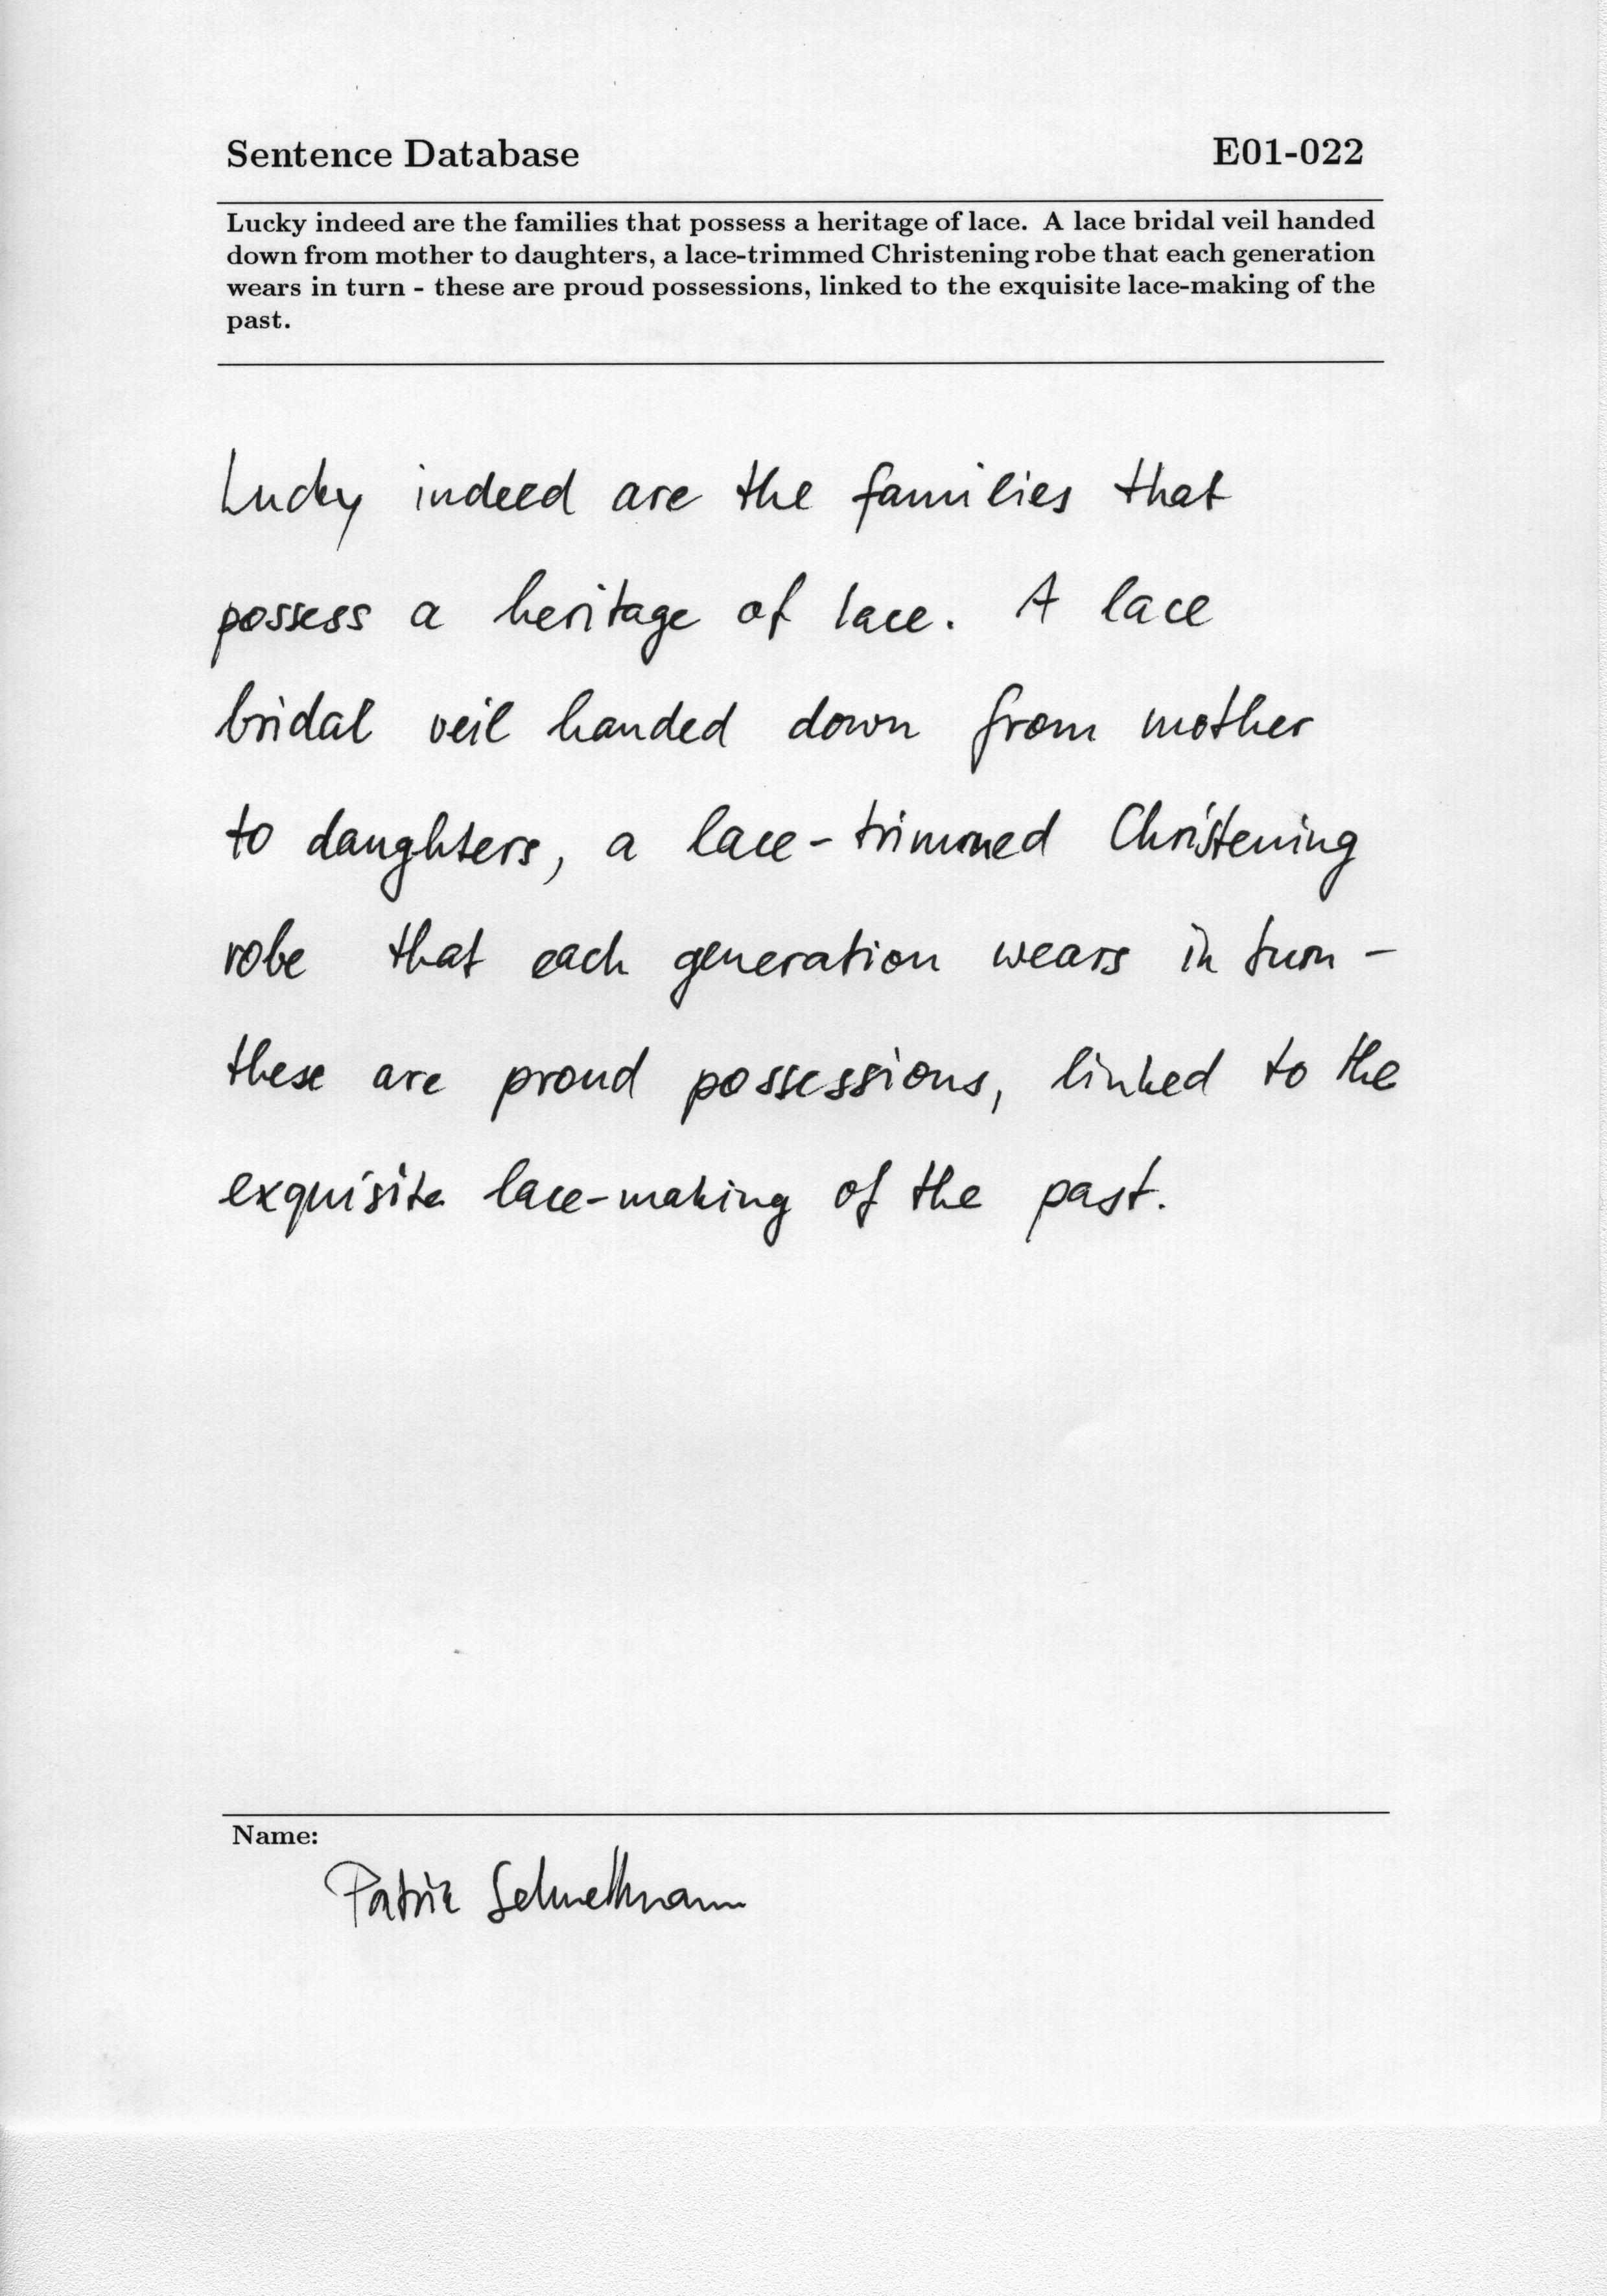 Sentence Database E01-022
Lucky indeed are the families that possess a heritage of lace. A lace bridal veil handed
down from mother to daughters, a lace-trimmed Christening robe that each generation
wears in turn - these are proud possessions, linked to the exquisite lace-making of the
past.
Lucky indeed are the families that
possess a heritage of lace. A lace
bridal veil handed down from mother
to daughters, a lace-trimmed Christening
robe that each generation wears in turn -
these are proud possessions, linked to the
exquisite lace-making of the past.
Name: